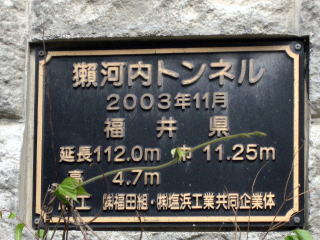 獺河内トンネル
2003年11月
福井県
延長112.0m 巾 11.25m
高 4.7m
工 ㈱福田組・㈱塩浜工業共同企業体